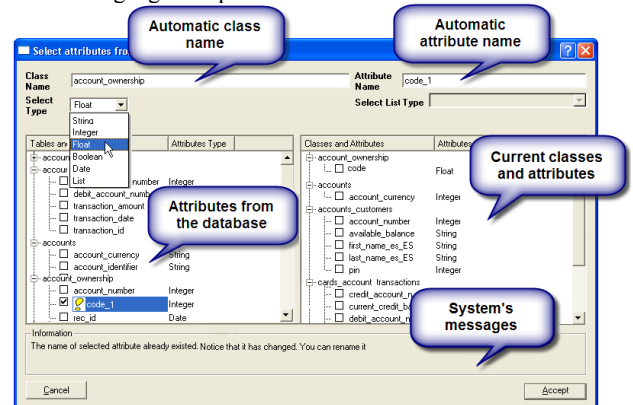 Automatic class
name
Automatic
attribute name
Select attributes fro
Class
Name
account_ownership
Attribute
Name
code_1
Select
Type
Float
Select List Type
String
Integer
Float
Boolean
Date
List
Tables an
Attributes Type
accoun
accour
number Integer
debit_account_numb
transaction_amount
transaction_date
transaction_id
accounts
account_currency String
account_identifier String
account_ownership
account_number Integer
code_1 Integer
rec_id Date
Attributes from
the database
Classes and Attributes
Attributes
account_ownership
code Float
accounts
account_currency Integer
accounts_customers
account_number Integer
available_balance String
first_name_es_ES String
last_name_es_ES String
pin Integer
cards_account transactions
credit_account_n
current_credit_ba
debit_account_n
Current classes
and attributes
System's
messages
Information
The name of selected attribute already existed. Notice that it has changed. You can rename it
Cancel
Accept